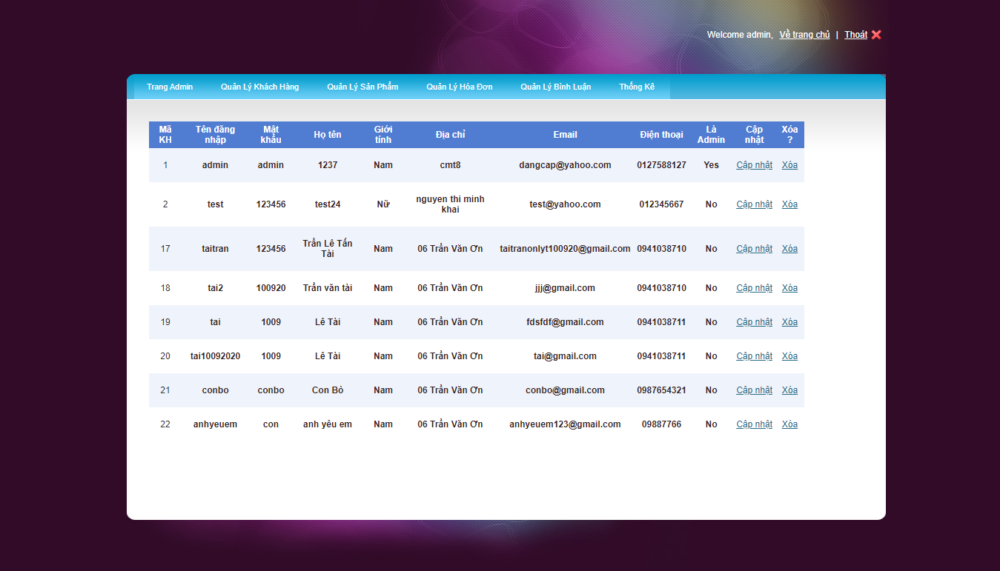 Welcome admin, Về trang chủ | Thoát
Trang Admin Quản Lý Khách Hàng Quản Lý Sản Phẩm Quản Lý Hóa Đơn Quản Lý Bình Luận Thống Kê
Mã KH Tên đăng nhập Mật khẩu Họ tên Giới tính Địa chỉ Email Điện thoại Là Admin Cập nhật Xóa ?
1 admin admin 1237 Nam cmt8 dangcap@yahoo.com 0127588127 Yes Cập nhật Xóa
2 test 123456 test24 Nữ nguyen thi minh khai test@yahoo.com 012345667 No Cập nhật Xóa
17 taitran 123456 Trần Lê Tấn Tài Nam 06 Trần Văn Ơn taitranonlyt100920@gmail.com 0941038710 No Cập nhật Xóa
18 tai2 100920 Trần văn tài Nam 06 Trần Văn Ơn jjj@gmail.com 0941038710 No Cập nhật Xóa
19 tai 1009 Lê Tài Nam 06 Trần Văn Ơn fdsfdf@gmail.com 0941038711 No Cập nhật Xóa
20 tai10092020 1009 Lê Tài Nam 06 Trần Văn Ơn tai@gmail.com 0941038711 No Cập nhật Xóa
21 conbo conbo Con Bò Nam 06 Trần Văn Ơn conbo@gmail.com 0987654321 No Cập nhật Xóa
22 anhyeuem con anh yêu em Nam 06 Trần Văn Ơn anhyeuem123@gmail.com 09887766 No Cập nhật Xóa